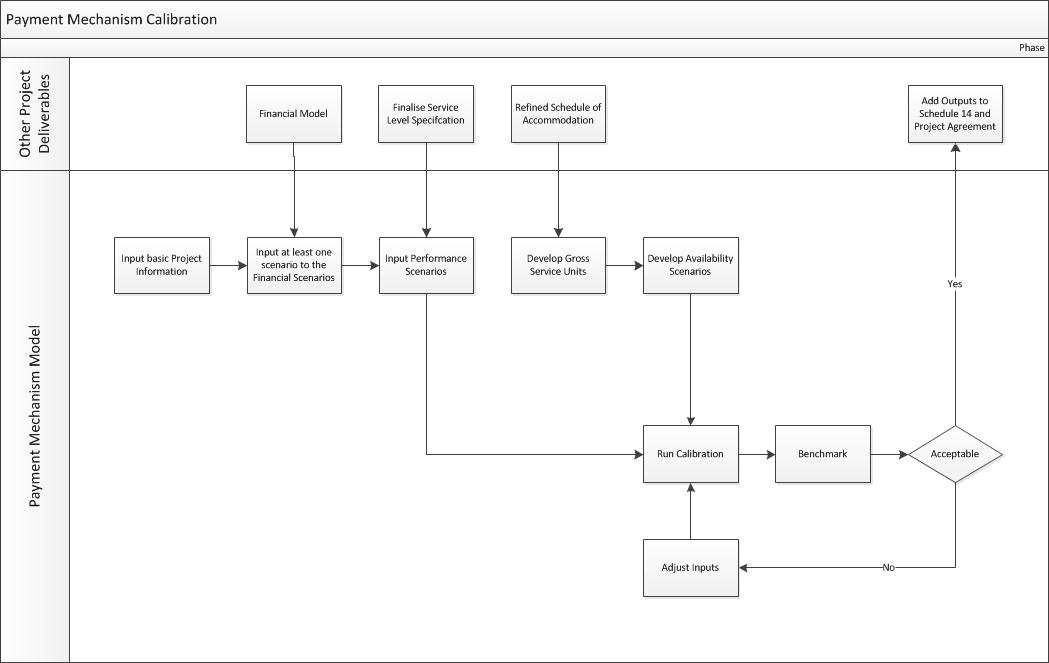 Payment Mechanism Calibration
Phase
Other Project
Deliverables
Financial Model
Finalise Service
Level Specifcation
Refined Schedule of
Accommodation
Add Outputs to
Schedule 14 and
Project Agreement
Payment Mechanism Model
Input basic Project
Information
Input at least one
scenario to the
Financial Scenarios
Input Performance
Scenarios
Develop Gross
Service Units
Develop Availability
Scenarios
Yes
Run Calibration
Benchmark
Acceptable
Adjust Inputs
No